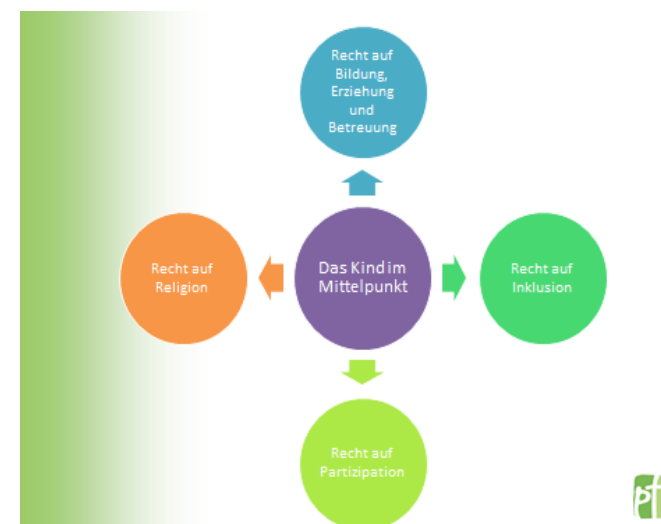 Recht auf
Bildung,
Erziehung
und
Betreuung
Recht auf
Religion
Das Kind im
Mittelpunkt
Recht auf
Inklusion
Recht auf
Partizipation
pf